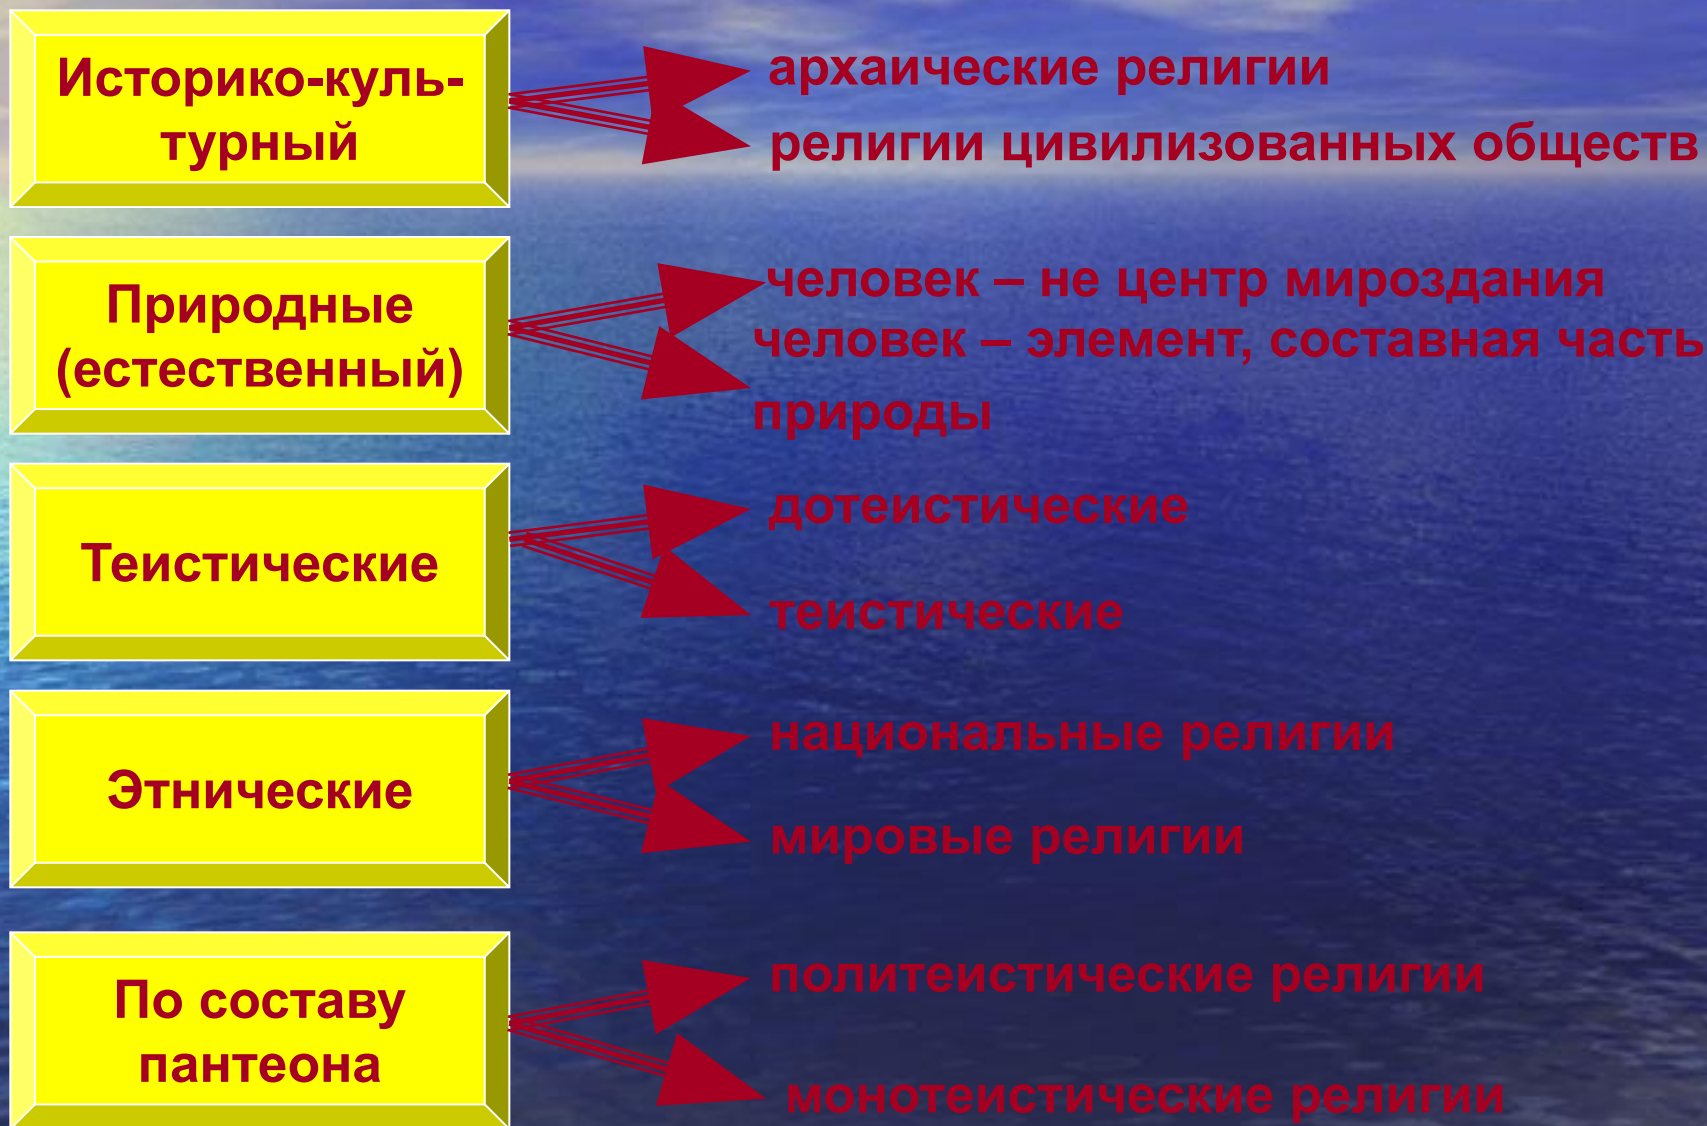 Историко-куль-
турный
архаические религии
религии цивилизованных обществ
Природные
(естественный)
человек – не центр мироздания
человек – элемент, составная часть
природы
Теистические
дотеистические
теистические
Этнические
национальные религии
мировые религии
По составу
пантеона
политеистические религии
монотеистические религии